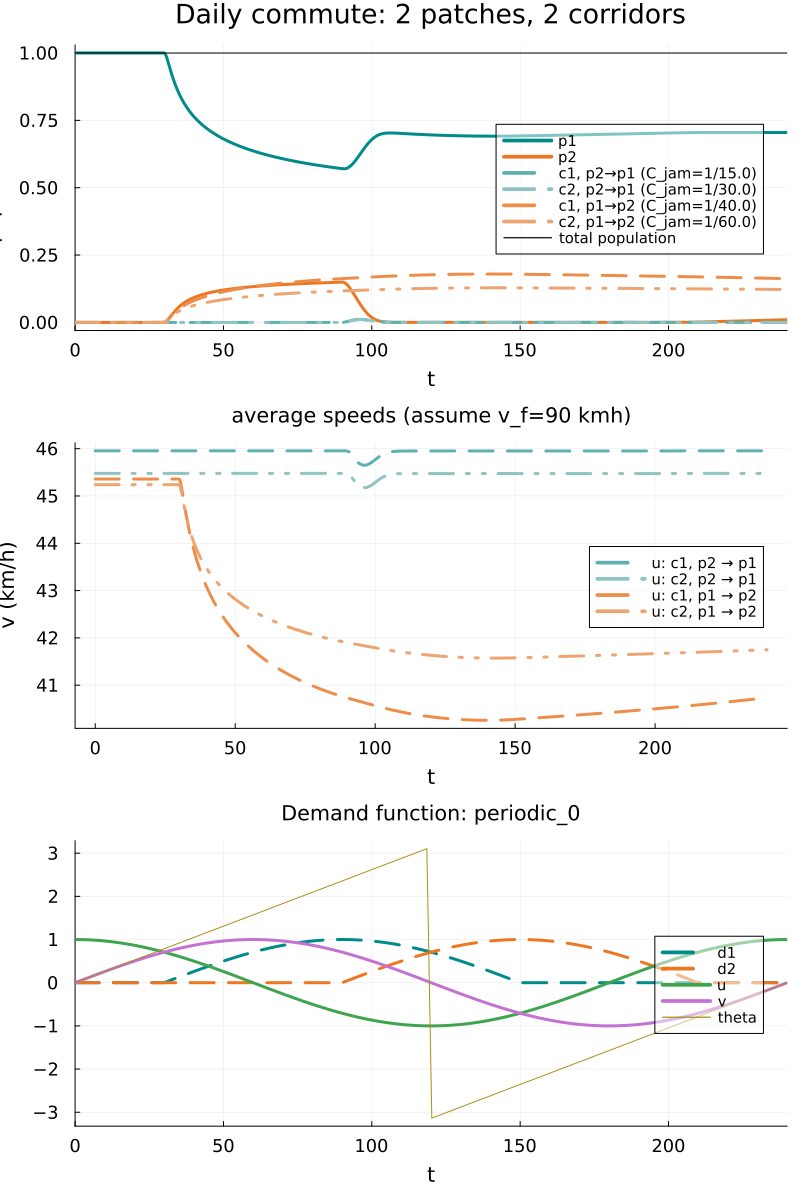 Daily commute: 2 patches, 2 corridors
1.00
0.75
0.50
0.25
0.00
p1
p2
c1, p2→p1 (C_jam=1/15.0)
c2, p2→p1 (C_jam=1/30.0)
c1, p1→p2 (C_jam=1/40.0)
c2, p1→p2 (C_jam=1/60.0)
total population
0 50 100 150 200
t
average speeds (assume v_f=90 kmh)
v (km/h)
46
45
44
43
42
41
u: c1, p2 → p1
u: c2, p2 → p1
u: c1, p1 → p2
u: c2, p1 → p2
0 50 100 150 200
t
Demand function: periodic_0
3
2
1
0
−1
−2
−3
d1
d2
u
v
theta
0 50 100 150 200
t